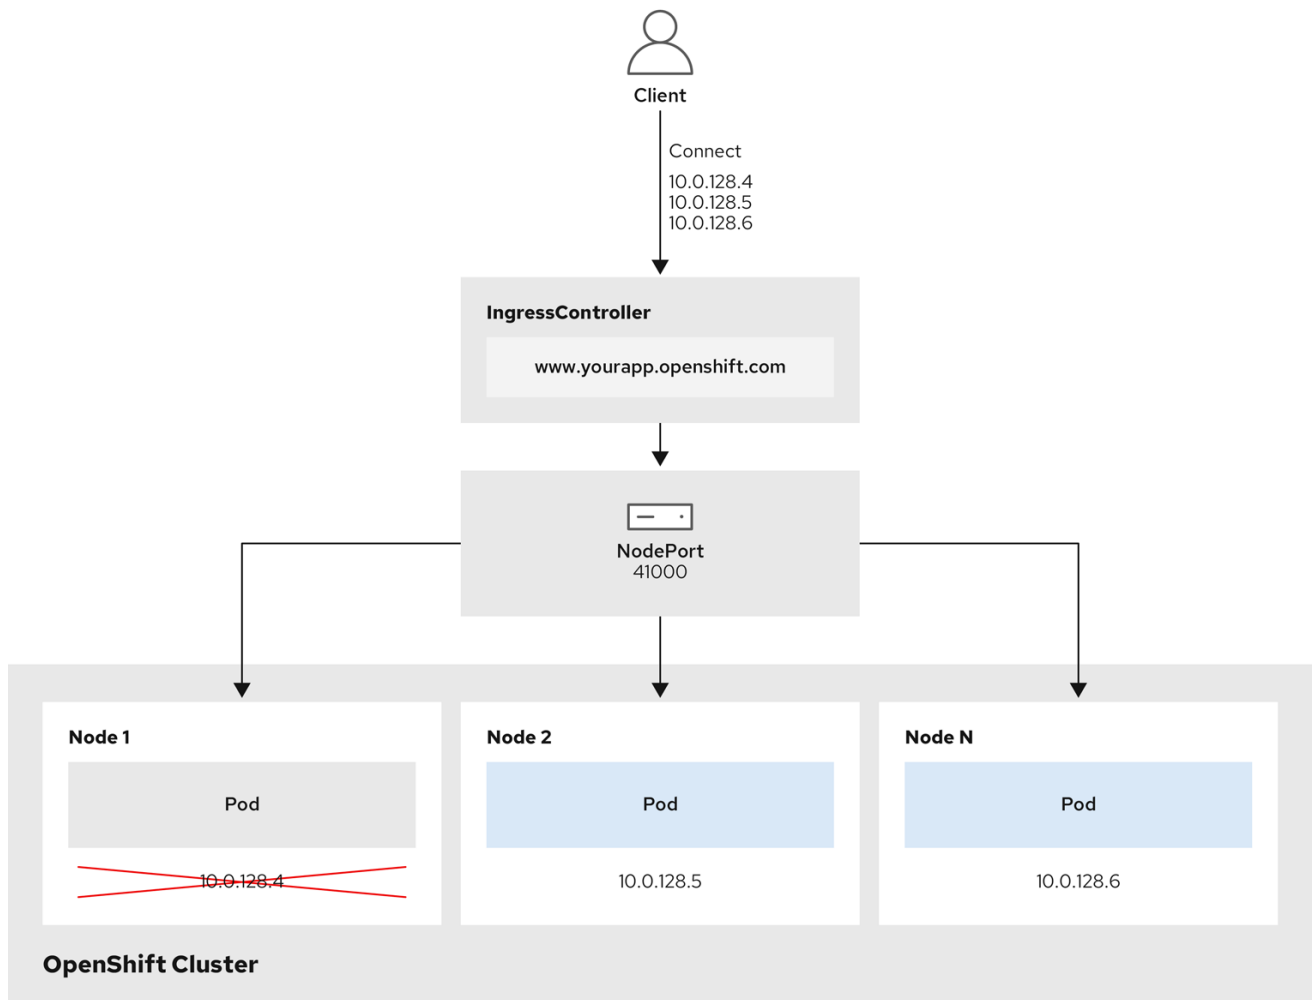 Client
Connect
10.0.128.4
10.0.128.5
10.0.128.6
IngressController
www.yourapp.openshift.com
NodePort
41000
Node 1
Pod
10.0.128.4
Node 2
Pod
10.0.128.5
Node N
Pod
10.0.128.6
OpenShift Cluster